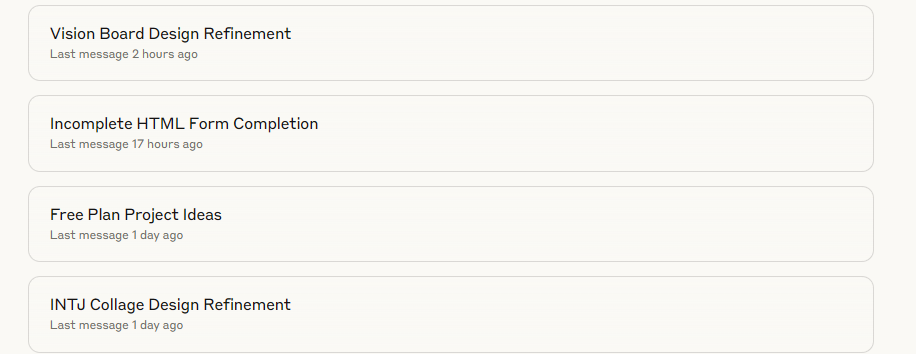 Vision Board Design Refinement
Last message 2 hours ago
Incomplete HTML Form Completion
Last message 17 hours ago
Free Plan Project Ideas
Last message 1 day ago
INTJ Collage Design Refinement
Last message 1 day ago